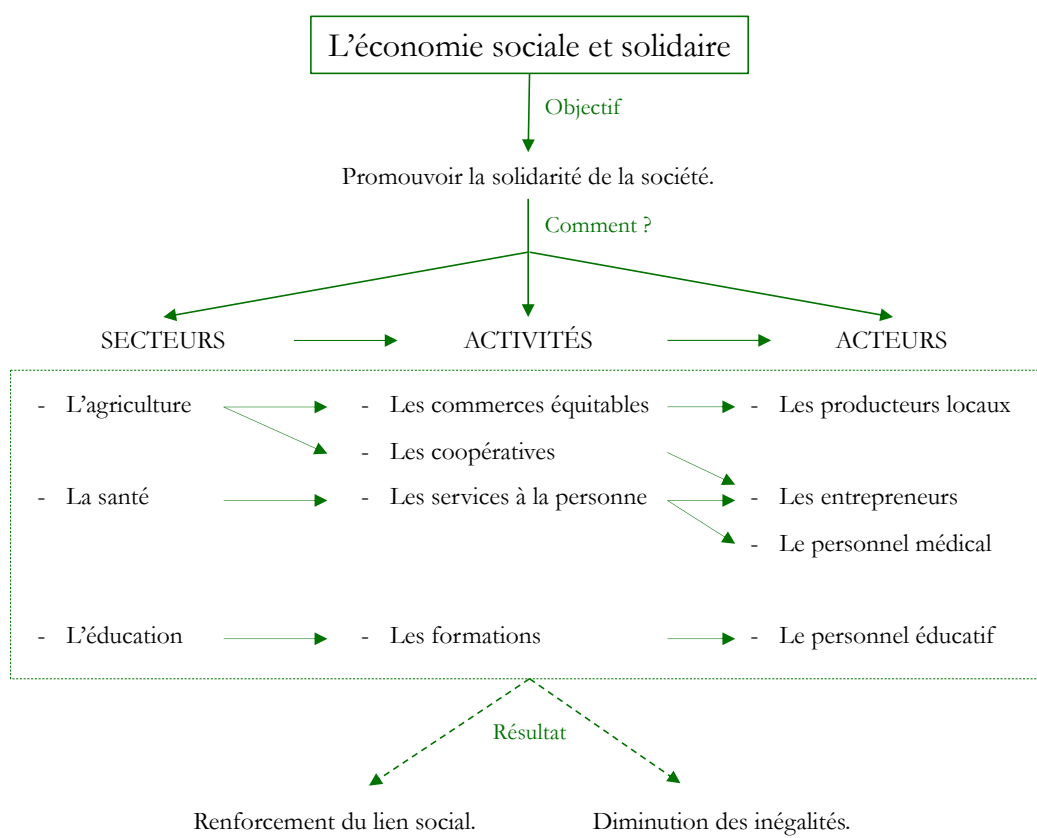 L’économie sociale et solidaire
Objectif
Promouvoir la solidarité de la société.
Comment ?
SECTEURS ACTIVITÉS ACTEURS
- L’agriculture - Les commerces équitables - Les producteurs locaux
- Les coopératives
- La santé - Les services à la personne - Les entrepreneurs
- Le personnel médical
- L’éducation - Les formations - Le personnel éducatif
Résultat
Renforcement du lien social. Diminution des inégalités.